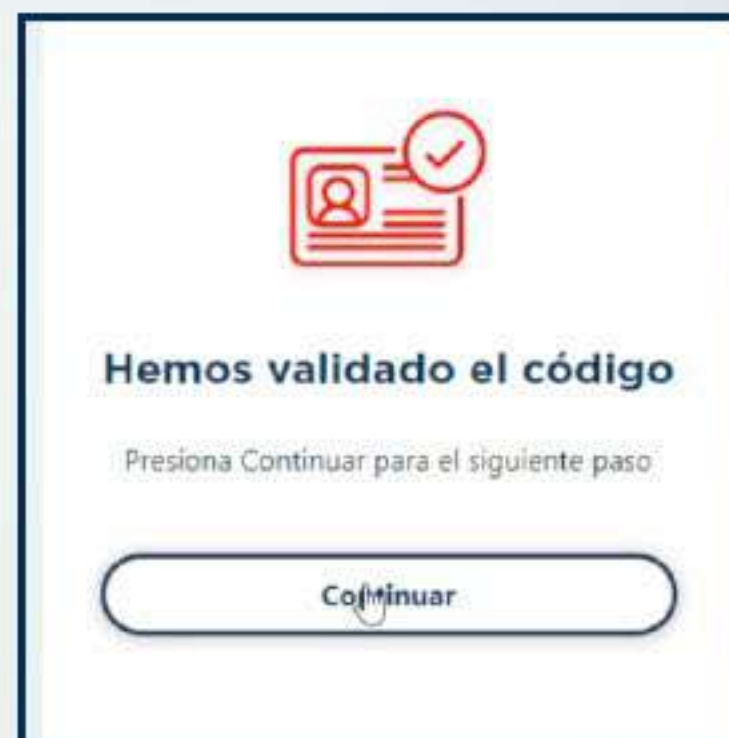 Hemos validado el código
Presiona Continuar para el siguiente paso
Continuar